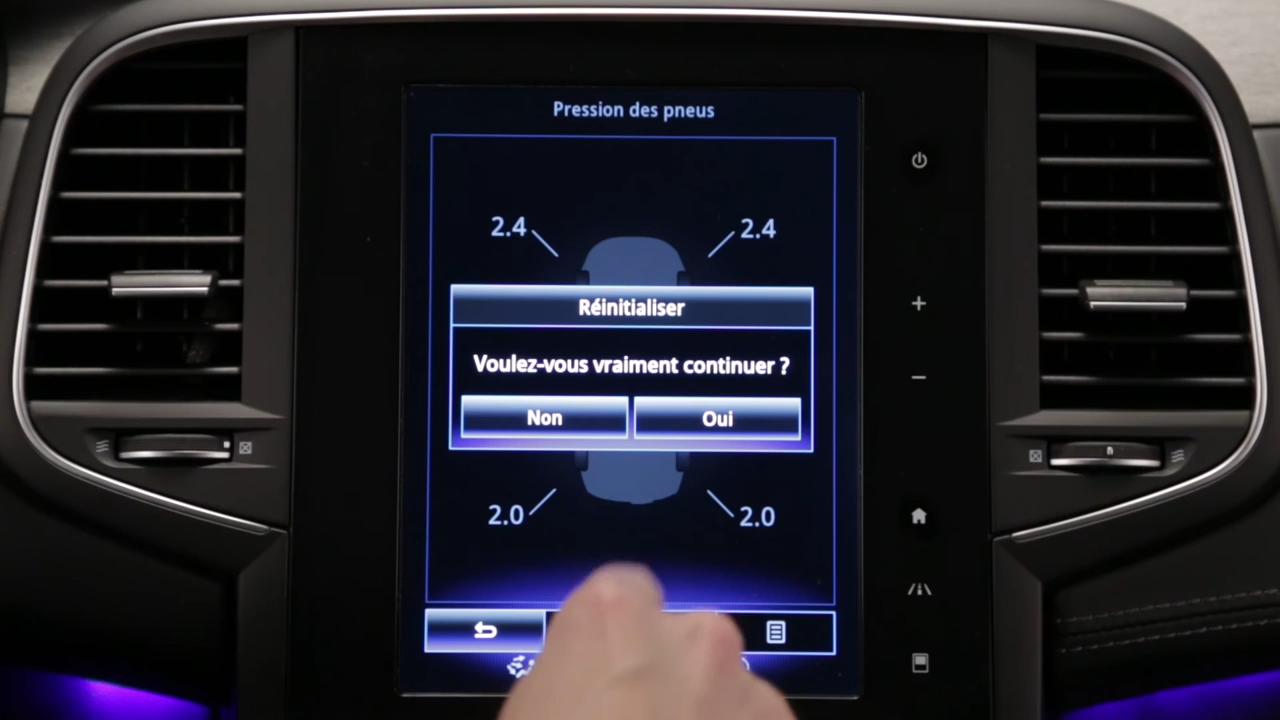 Pression des pneus
2.4 2.4
Réinitialiser
Voulez-vous vraiment continuer ?
Non Oui
2.0 2.0